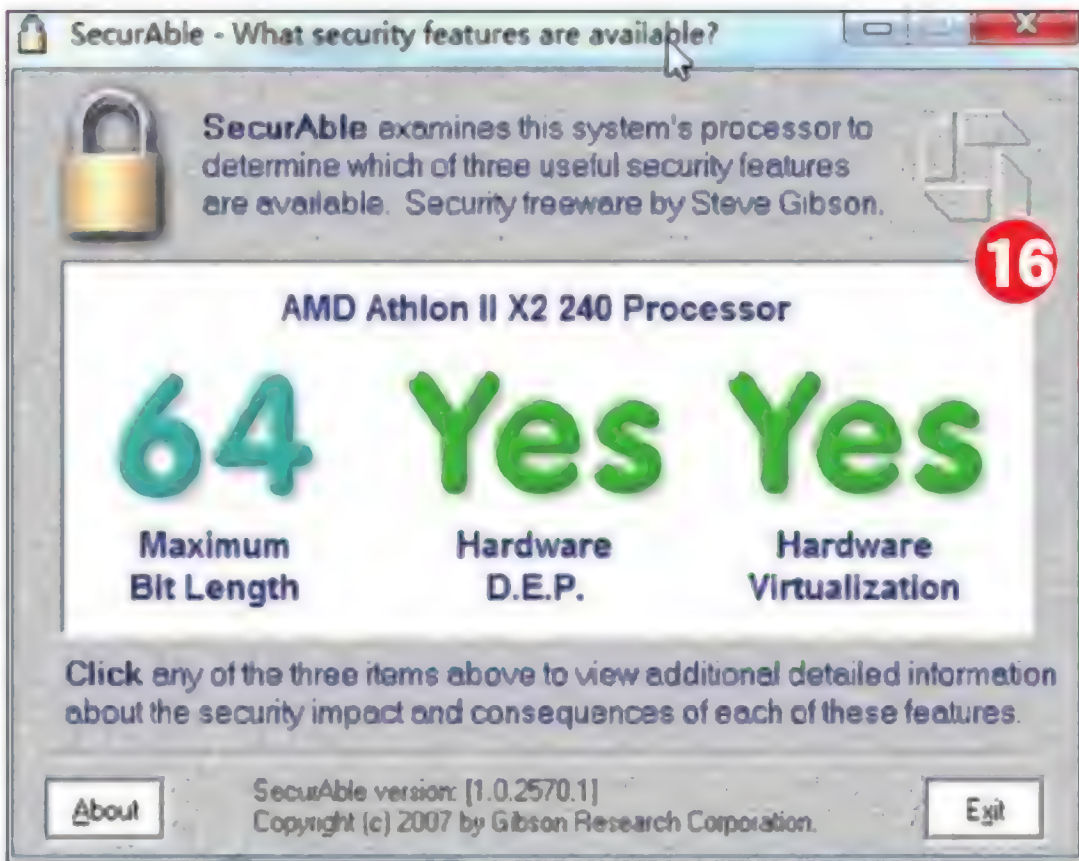 SecurAble - What security features are available?
SecurAble examines this system's processor to
determine which of three useful security features
are available. Security freeware by Steve Gibson.
16
AMD Athlon II X2 240 Processor
64 Yes Yes
Maximum Hardware Hardware
Bit Length D.E.P. Virtualization
Click any of the three items above to view additional detailed information
about the security impact and consequences of each of these features.
About
SecurAble version: [1.0.2570.1]
Copyright (c) 2007 by Gibson Research Corporation.
Exit